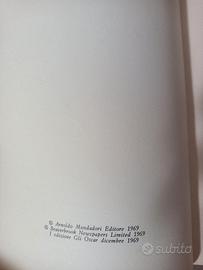 © Arnoldo Mondadori Editore 1969
© Beaverbrook Newspapers Limited 1969
I edizione Gli Oscar dicembre 1969
subito